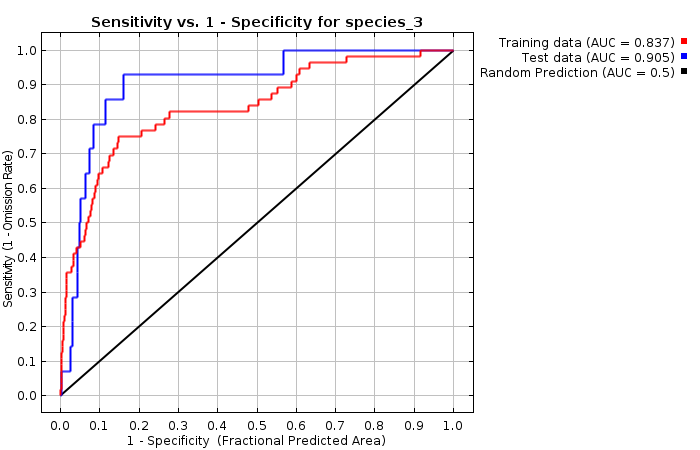 Sensitivity vs. 1 - Specificity for species_3
Training data (AUC = 0.837)
Test data (AUC = 0.905)
Random Prediction (AUC = 0.5)
Sensitivity (1 - Omission Rate)
1.0
0.9
0.8
0.7
0.6
0.5
0.4
0.3
0.2
0.1
0.0
0.0 0.1 0.2 0.3 0.4 0.5 0.6 0.7 0.8 0.9 1.0
1 - Specificity (Fractional Predicted Area)